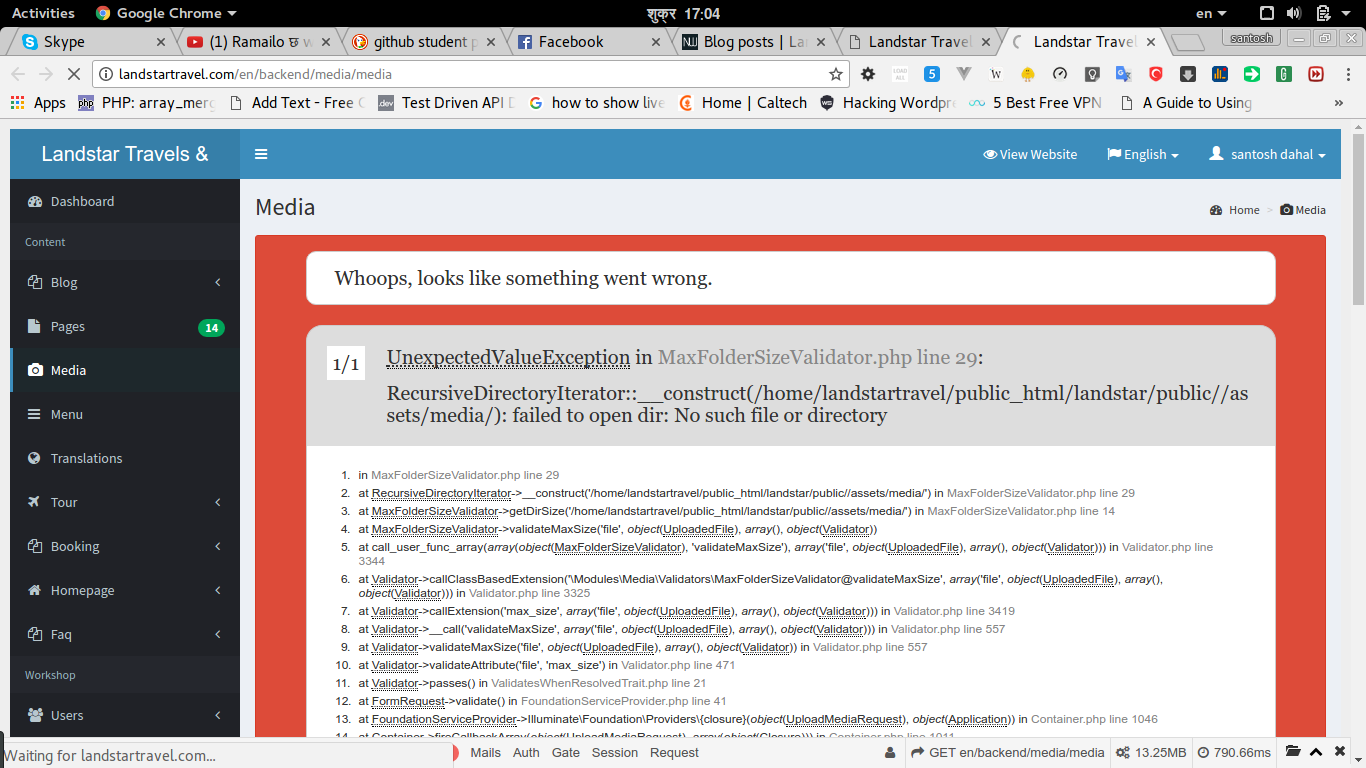 Activities Google Chrome शुक्र 17:04 en
Skype (1) Ramailo छ w github student p Facebook Blog posts | La Landstar Travel Landstar Travel santosh
landstartravel.com/en/backend/media/media
Apps PHP: array_merg Add Text - Free O Test Driven API D how to show live Home | Caltech Hacking Wordpr 5 Best Free VPN A Guide to Using »
Landstar Travels & View Website English santosh dahal
Dashboard
Content
Blog
Pages 14
Media
Menu
Translations
Tour
Booking
Homepage
Faq
Workshop
Users
Media
Home > Media
Whoops, looks like something went wrong.
1/1 UnexpectedValueException in MaxFolderSizeValidator.php line 29:
RecursiveDirectoryIterator::__construct(/home/landstartravel/public_html/landstar/public//as
sets/media/): failed to open dir: No such file or directory
1. in MaxFolderSizeValidator.php line 29
2. at RecursiveDirectoryIterator->__construct('/home/landstartravel/public_html/landstar/public//assets/media/') in MaxFolderSizeValidator.php line 29
3. at MaxFolderSizeValidator->getDirSize('/home/landstartravel/public_html/landstar/public//assets/media/') in MaxFolderSizeValidator.php line 14
4. at MaxFolderSizeValidator->validateMaxSize('file', object(UploadedFile), array(), object(Validator))
5. at call_user_func_array(array(object(MaxFolderSizeValidator), 'validateMaxSize'), array('file', object(UploadedFile), array(), object(Validator))) in Validator.php line
3344
6. at Validator->callClassBasedExtension('\Modules\Media\Validators\MaxFolderSizeValidator@validateMaxSize', array('file', object(UploadedFile), array(),
object(Validator))) in Validator.php line 3325
7. at Validator->callExtension('max_size', array('file', object(UploadedFile), array(), object(Validator))) in Validator.php line 3419
8. at Validator->__call('validateMaxSize', array('file', object(UploadedFile), array(), object(Validator))) in Validator.php line 557
9. at Validator->validateMaxSize('file', object(UploadedFile), array(), object(Validator)) in Validator.php line 557
10. at Validator->validateAttribute('file', 'max_size') in Validator.php line 471
11. at Validator->passes() in ValidatesWhenResolvedTrait.php line 21
12. at FormRequest->validate() in FoundationServiceProvider.php line 41
13. at FoundationServiceProvider->Illuminate\Foundation\Providers\{closure}(object(UploadMediaRequest), object(Application)) in Container.php line 1046
14. at Container->fireCallbackArray(object(UploadMediaRequest), array(object(Closure))) in Container.php line 1011
Waiting for landstartravel.com... Mails Auth Gate Session Request GET en/backend/media/media 13.25MB 790.66ms